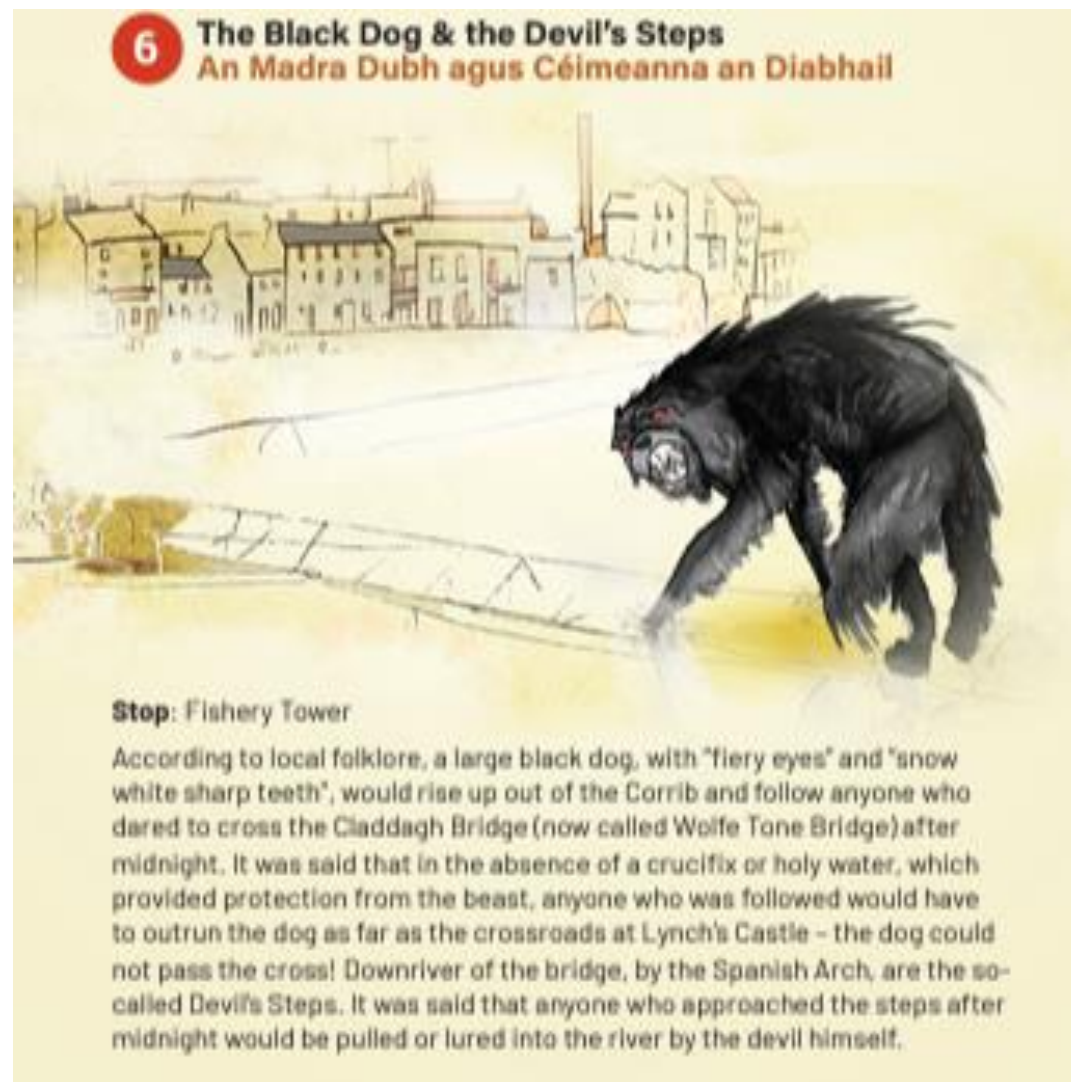 6
The Black Dog & the Devil's Steps
An Madra Dubh agus Céimeanna an Diabhail
Stop: Fishery Tower
According to local folklore, a large black dog, with "fiery eyes" and "snow
white sharp teeth", would rise up out of the Corrib and follow anyone who
dared to cross the Claddagh Bridge (now called Wolfe Tone Bridge) after
midnight. It was said that in the absence of a crucifix or holy water, which
provided protection from the beast, anyone who was followed would have
to outrun the dog as far as the crossroads at Lynch's Castle – the dog could
not pass the cross! Downriver of the bridge, by the Spanish Arch, are the so-
called Devil's Steps. It was said that anyone who approached the steps after
midnight would be pulled or lured into the river by the devil himself.